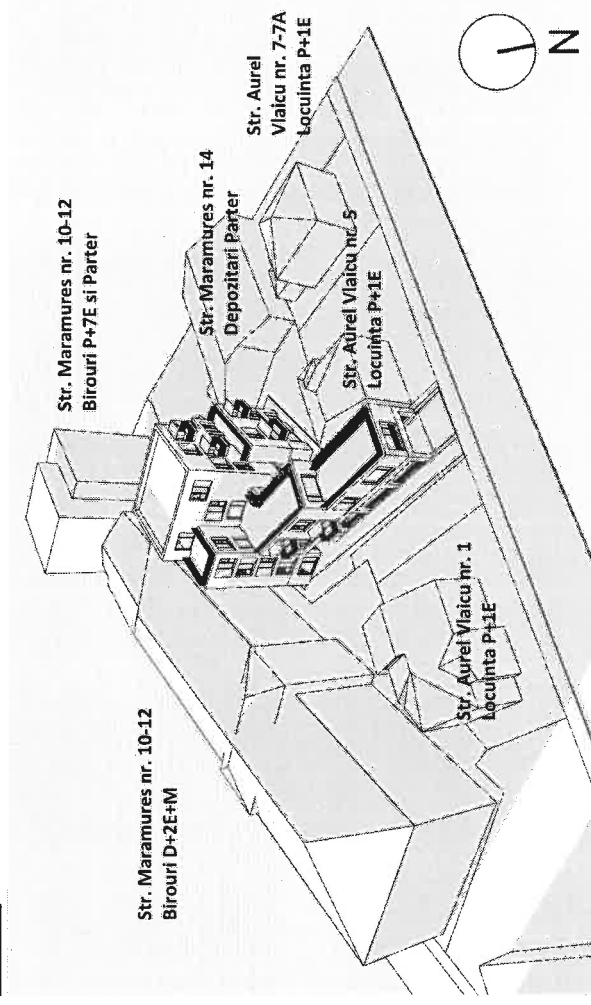 Str. Maramures nr. 10-12
Birouri P+7E si Parter
Str. Maramures nr. 14
Depozitari Parter
Str. Aurel
Vlaicu nr. 7-7A
Locuinta P+1E
Str. Aurel Vlaicu nr. 5
Locuinta P+1E
Str. Maramures nr. 10-12
Birouri D+2E+M
Str. Aurel Vlaicu nr. 1
Locuinta P+1E
N